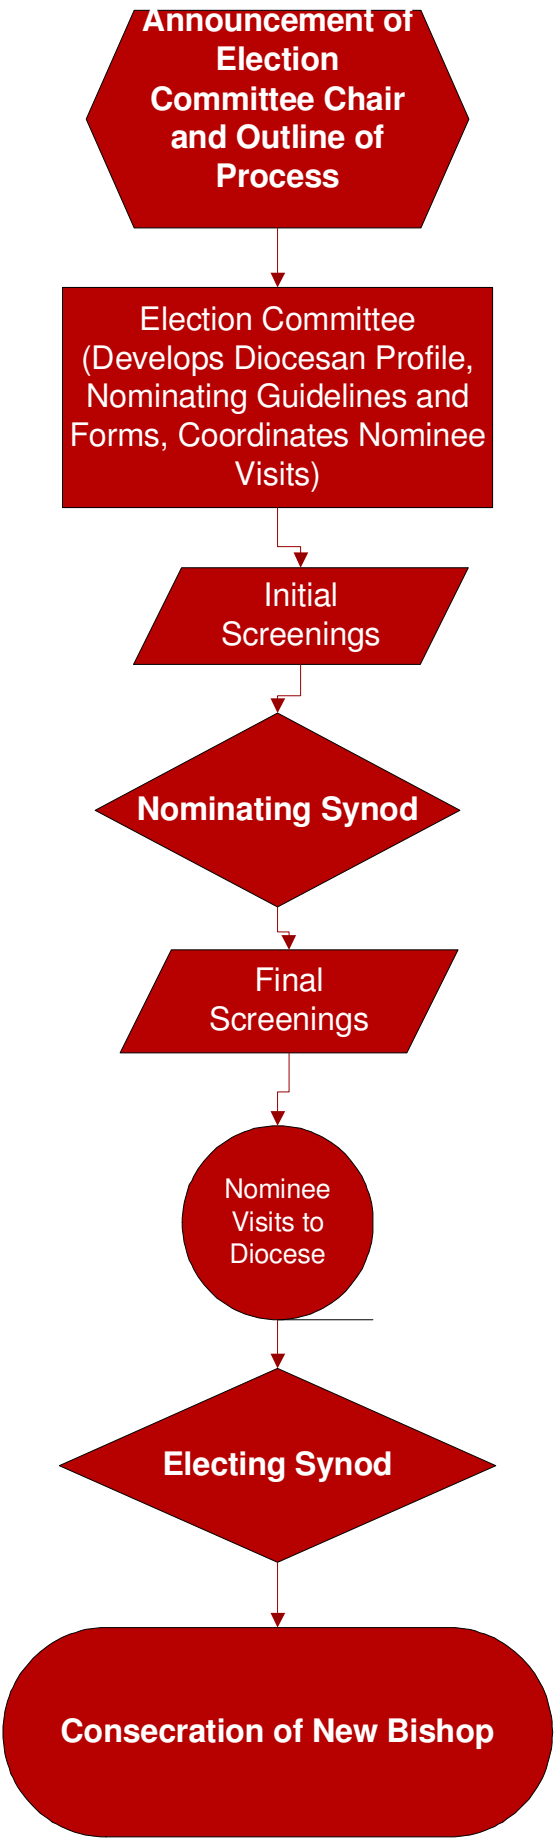 Announcement of
Election
Committee Chair
and Outline of
Process
Election Committee
(Develops Diocesan Profile,
Nominating Guidelines and
Forms, Coordinates Nominee
Visits)
Initial
Screenings
Nominating Synod
Final
Screenings
Nominee
Visits to
Diocese
Electing Synod
Consecration of New Bishop